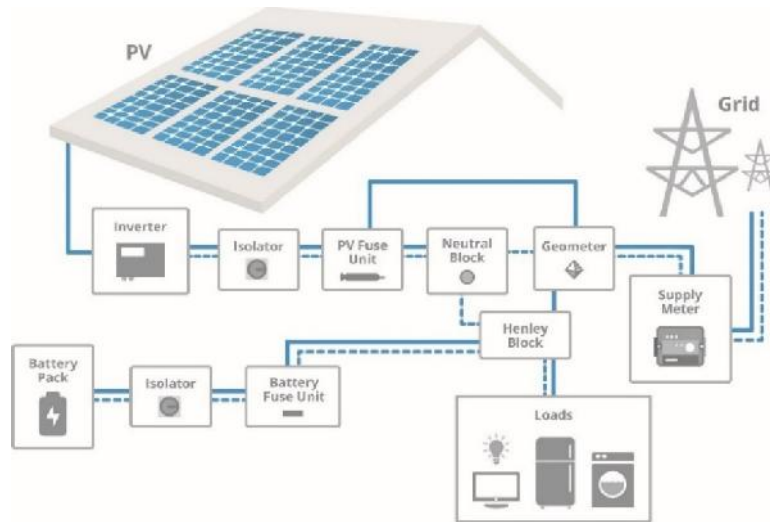 PV
Grid
Inverter
Isolator
PV Fuse
Unit
Neutral
Block
Geometer
Supply
Meter
Henley
Block
Battery
Pack
Isolator
Battery
Fuse Unit
Loads